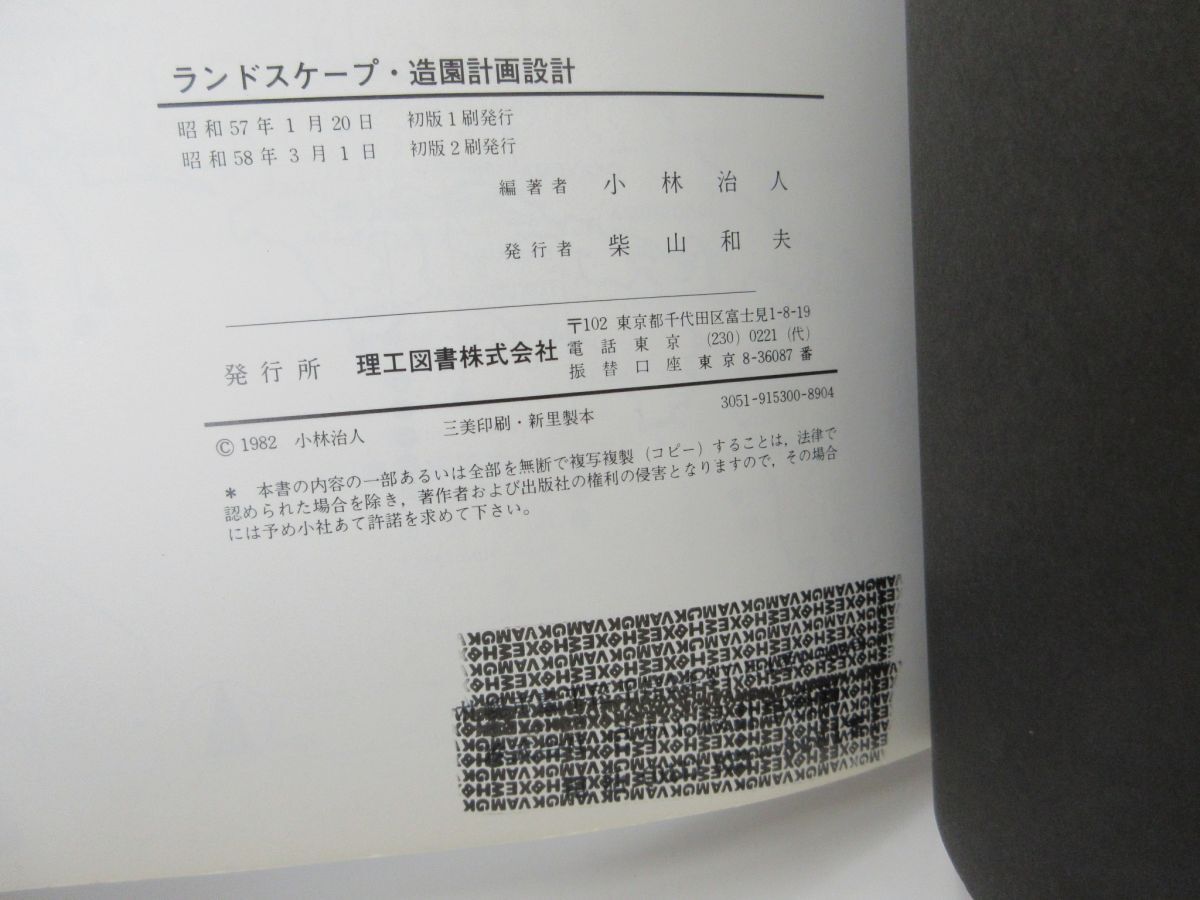 ランドスケープ・造園計画設計
昭和57年1月20日 初版1刷発行
昭和58年3月1日 初版2刷発行
編著者 小林治人
発行者 柴山和夫
発行所 理工図書株式会社
〒102 東京都千代田区富士見1-8-19
電話東京 (230) 0221 (代)
振替口座 東京 8-36087 番
© 1982 小林治人 三美印刷・新里製本 3051-915300-8904
* 本書の内容の一部あるいは全部を無断で複写複製（コピー）することは，法律で
認められた場合を除き，著作者および出版社の権利の侵害となりますので，その場合
には予め小社あて許諾を求めて下さい。